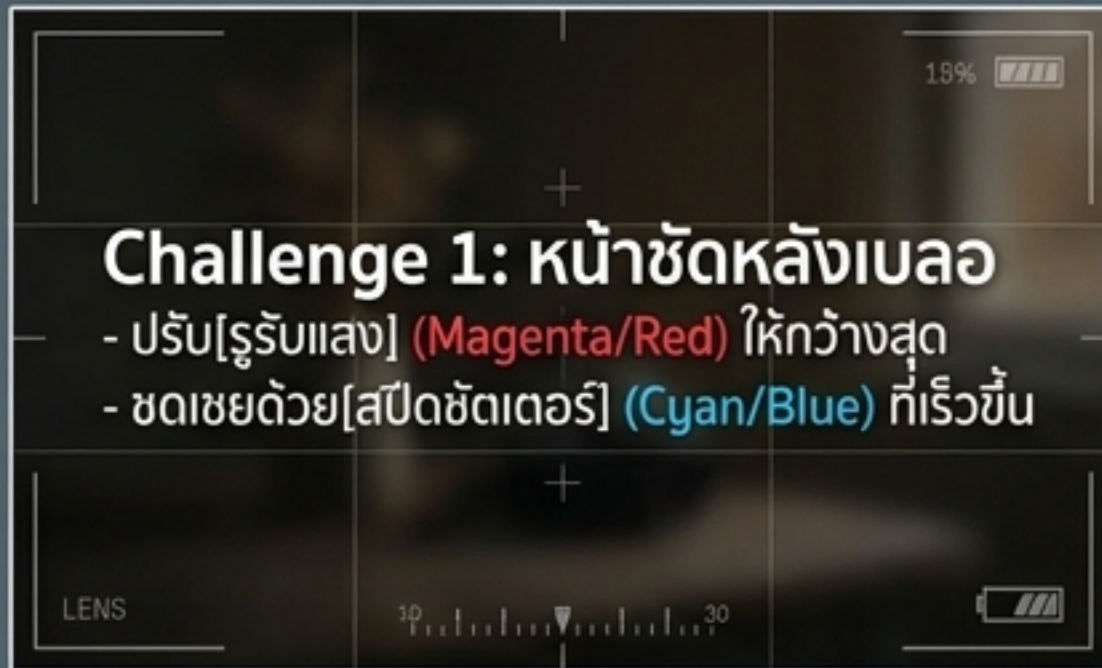 18%
Challenge 1: หน้าชัดหลังเบลอ
- ปรับ[รูรับแสง] (Magenta/Red) ให้กว้างสุด
- ชดเชยด้วย[สปีดชัตเตอร์] (Cyan/Blue) ที่เร็วขึ้น
LENS
10 30